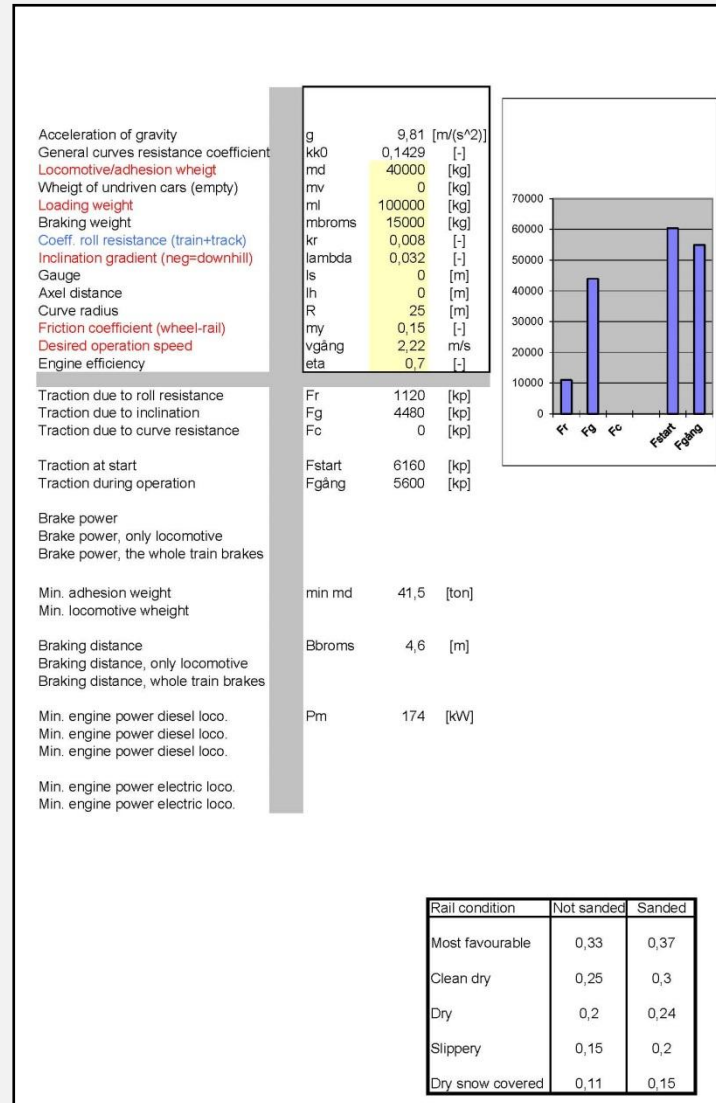 Acceleration of gravity g 9,81 [m/(s^2)]
General curves resistance coefficient kk0 0,1429 [-]
Locomotive/adhesion wheigt md 40000 [kg]
Wheigt of undriven cars (empty) mv 0 [kg]
Loading weight ml 100000 [kg]
Braking weight mbroms 15000 [kg]
Coeff. roll resistance (train+track) kr 0,008 [-]
Inclination gradient (neg=downhill) lambda 0,032 [-]
Gauge ls 0 [m]
Axel distance lh 0 [m]
Curve radius R 25 [m]
Friction coefficient (wheel-rail) my 0,15 [-]
Desired operation speed vgång 2,22 m/s
Engine efficiency eta 0,7 [-]
Traction due to roll resistance Fr 1120 [kp]
Traction due to inclination Fg 4480 [kp]
Traction due to curve resistance Fc 0 [kp]
Traction at start Fstart 6160 [kp]
Traction during operation Fgång 5600 [kp]
Brake power
Brake power, only locomotive
Brake power, the whole train brakes
Min. adhesion weight min md 41,5 [ton]
Min. locomotive wheight
Braking distance Bbroms 4,6 [m]
Braking distance, only locomotive
Braking distance, whole train brakes
Min. engine power diesel loco. Pm 174 [kW]
Min. engine power diesel loco.
Min. engine power diesel loco.
Min. engine power electric loco.
Min. engine power electric loco.
70000
60000
50000
40000
30000
20000
10000
0
Fr Fg Fc Fstart Fgång
Rail condition Not sanded Sanded
Most favourable 0,33 0,37
Clean dry 0,25 0,3
Dry 0,2 0,24
Slippery 0,15 0,2
Dry snow covered 0,11 0,15